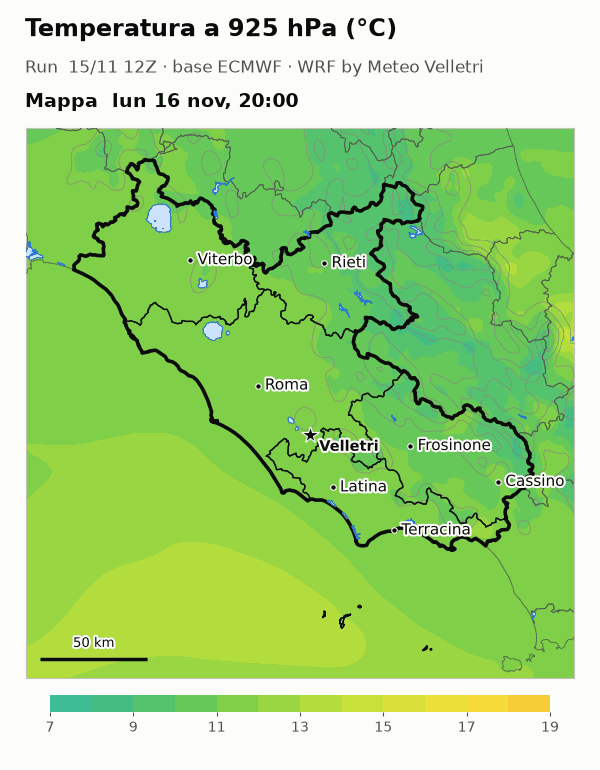 Temperatura a 925 hPa (°C)
Run 15/11 12Z · base ECMWF · WRF by Meteo Velletri
Mappa lun 16 nov, 20:00
Viterbo
Rieti
Roma
Velletri
Frosinone
Latina
Cassino
Terracina
50 km
7 9 11 13 15 17 19